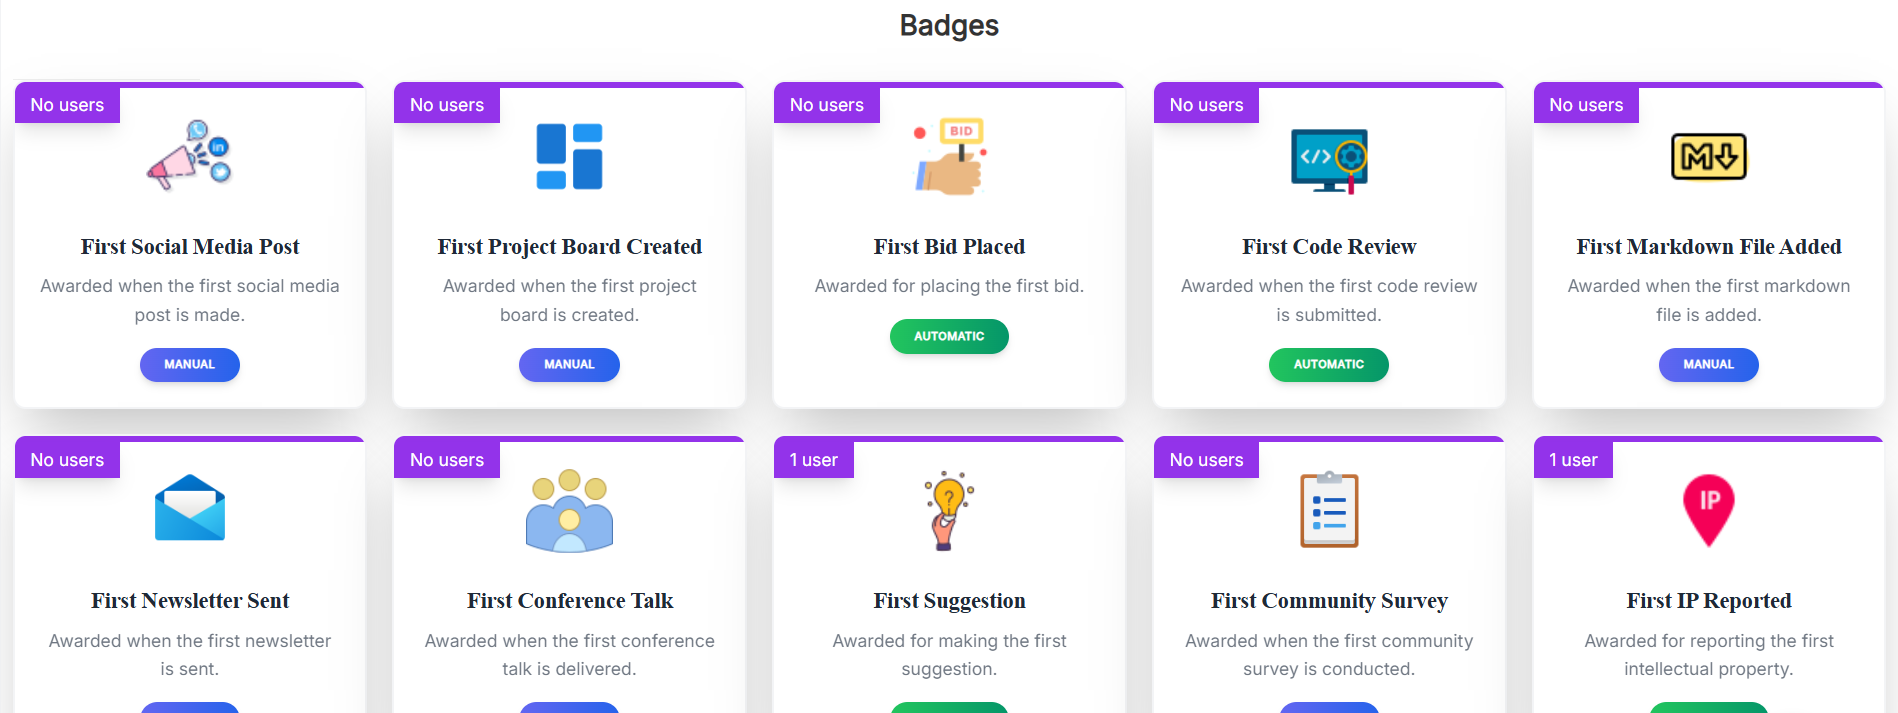 Badges
No users
First Social Media Post
Awarded when the first social media
post is made.
MANUAL
No users
First Project Board Created
Awarded when the first project
board is created.
MANUAL
No users
BID
First Bid Placed
Awarded for placing the first bid.
AUTOMATIC
No users
</>
First Code Review
Awarded when the first code review
is submitted.
AUTOMATIC
No users
M
First Markdown File Added
Awarded when the first markdown
file is added.
MANUAL
No users
First Newsletter Sent
Awarded when the first newsletter
is sent.
No users
First Conference Talk
Awarded when the first conference
talk is delivered.
1 user
?
First Suggestion
Awarded for making the first
suggestion.
No users
First Community Survey
Awarded when the first community
survey is conducted.
1 user
IP
First IP Reported
Awarded for reporting the first
intellectual property.